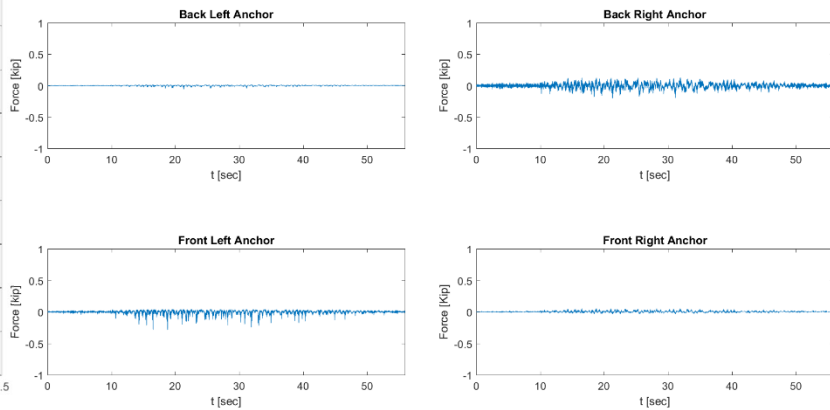 Back Left Anchor
1
0.5
0
-0.5
-1
Force [kip]
0 10 20 30 40 50
t [sec]
Back Right Anchor
1
0.5
0
-0.5
-1
Force [kip]
0 10 20 30 40 50
t [sec]
Front Left Anchor
1
0.5
0
-0.5
-1
Force [kip]
0 10 20 30 40 50
t [sec]
Front Right Anchor
1
0.5
0
-0.5
-1
Force [Kip]
0 10 20 30 40 50
t [sec]
.5